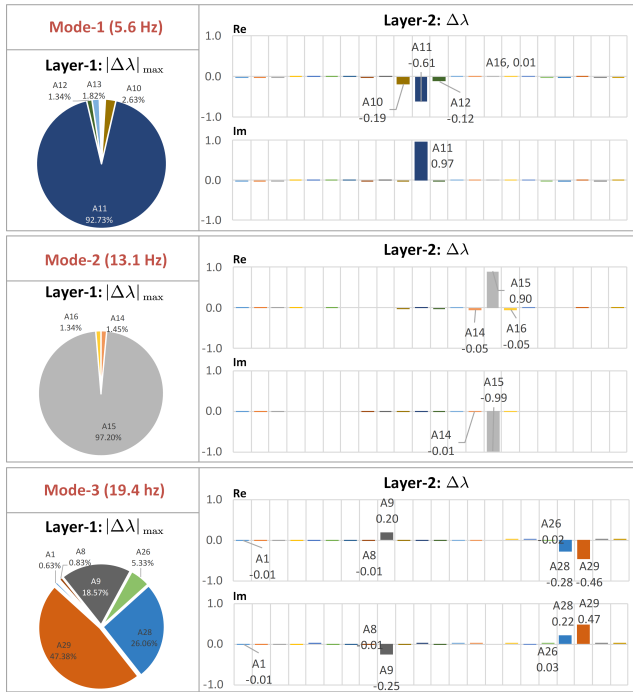 Mode-1 (5.6 Hz)
Layer-1: |Δλ| max
A13
1.82%
A12
1.34%
A10
2.63%
A11
92.73%
Layer-2: Δλ
Re
1.0
0.0
-1.0
A11
-0.61
A16, 0.01
A10
-0.19
A12
-0.12
Im
1.0
0.0
-1.0
A11
0.97
Mode-2 (13.1 Hz)
Layer-1: |Δλ| max
A16
1.34%
A14
1.45%
A15
97.20%
Layer-2: Δλ
Re
1.0
0.0
-1.0
A15
0.90
A14
-0.05
A16
-0.05
Im
1.0
0.0
-1.0
A15
-0.99
A14
-0.01
Mode-3 (19.4 hz)
Layer-1: |Δλ| max
A1
0.63%
A8
0.83%
A26
5.33%
A9
18.57%
A28
26.06%
A29
47.38%
Layer-2: Δλ
Re
1.0
0.0
-1.0
A9
0.20
A26
-0.02
A1
-0.01
A8
-0.01
A28
-0.28
A29
-0.46
Im
1.0
0.0
-1.0
A8
-0.01
A28
0.22
A29
0.47
A1
-0.01
A9
-0.25
A26
0.03